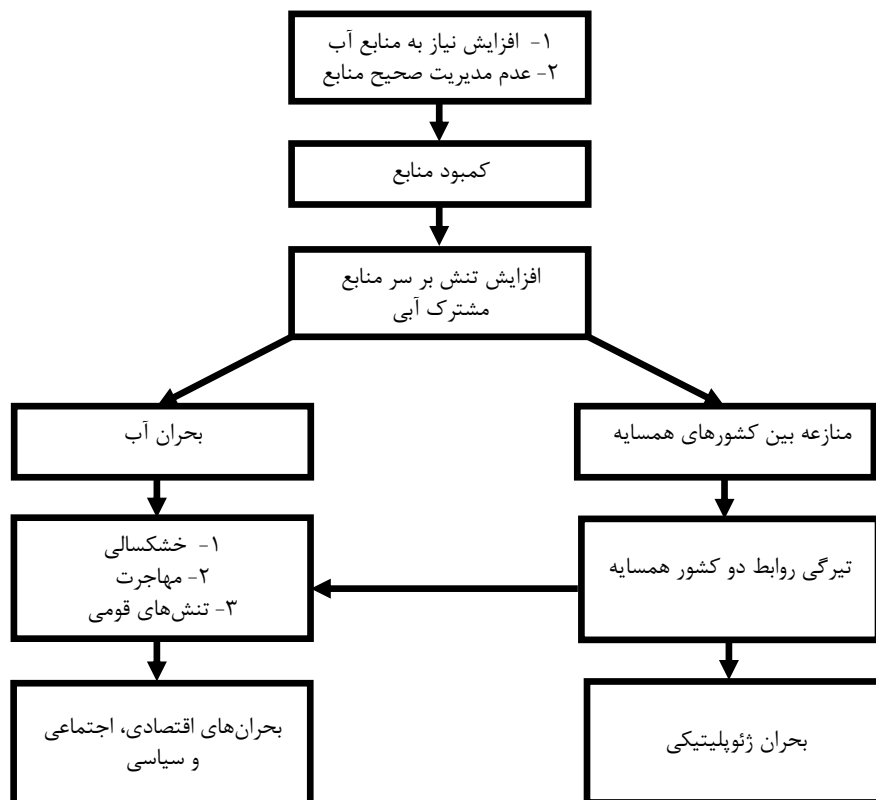 ۱- افزایش نیاز به منابع آب
۲- عدم مدیریت صحیح منابع
کمبود منابع
افزایش تنش بر سر منابع
مشترک آبی
منازعه بین کشورهای همسایه
بحران آب
تیرگی روابط دو کشور همسایه
۱- خشکسالی
۲- مهاجرت
۳- تنش‌های قومی
بحران ژئوپلیتیکی
بحران‌های اقتصادی، اجتماعی
و سیاسی